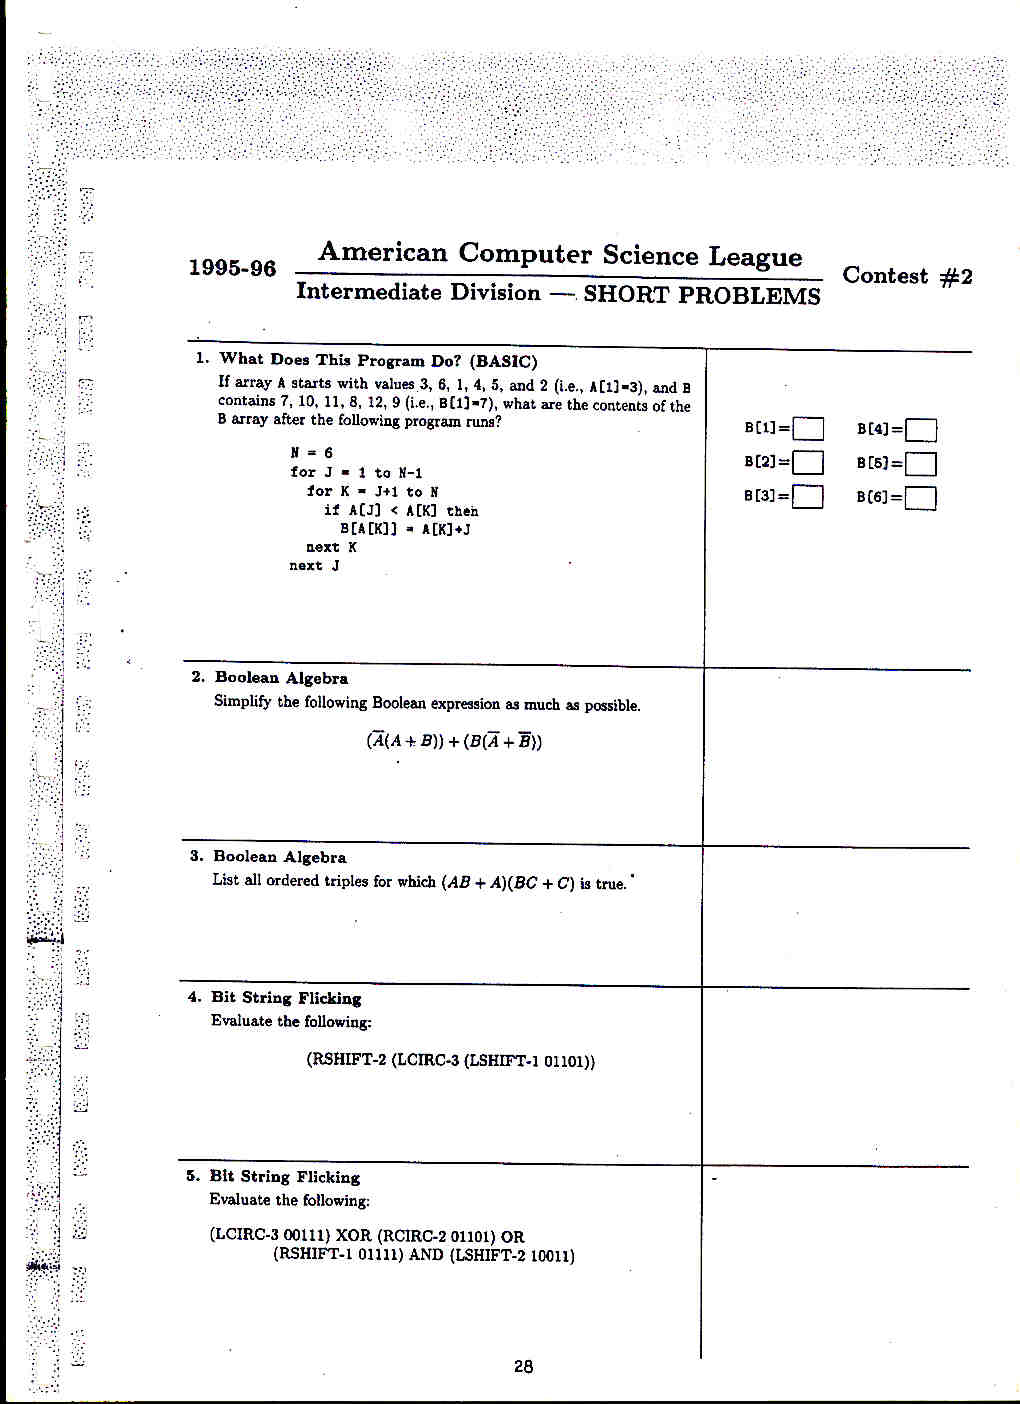 American Computer Science League
1995-96
Contest #2
Intermediate Division — SHORT PROBLEMS
1. What Does This Program Do? (BASIC)
If array A starts with values 3, 6, 1, 4, 5, and 2 (i.e., A[1]=3), and B
contains 7, 10, 11, 8, 12, 9 (i.e., B[1]=7), what are the contents of the
B array after the following program runs?
N = 6
for J = 1 to N-1
for K = J+1 to N
if A[J] < A[K] then
B[A[K]] = A[K]+J
next K
next J
B[1]= B[4]=
B[2]= B[5]=
B[3]= B[6]=
2. Boolean Algebra
Simplify the following Boolean expression as much as possible.
(A̅(A + B)) + (B(A̅ + B̅))
3. Boolean Algebra
List all ordered triples for which (AB + A)(BC + C) is true.
4. Bit String Flicking
Evaluate the following:
(RSHIFT-2 (LCIRC-3 (LSHIFT-1 01101))
5. Bit String Flicking
Evaluate the following:
(LCIRC-3 00111) XOR (RCIRC-2 01101) OR
(RSHIFT-1 01111) AND (LSHIFT-2 10011)
28